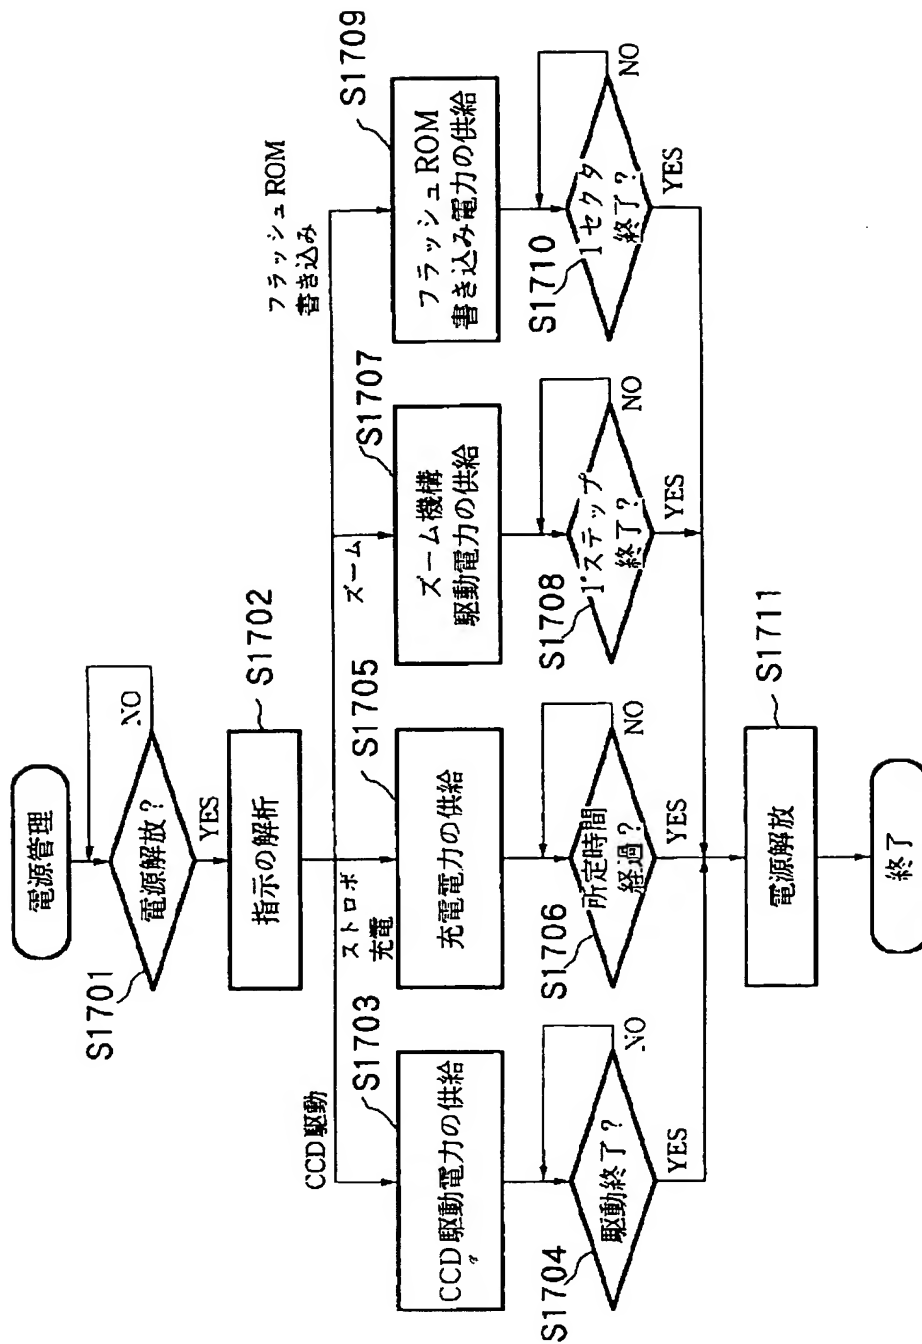 電源管理
S1701
電源解放?
NO
YES
S1702
指示の解析
CCD駆動
ストロボ
充電
ズーム
フラッシュROM
書き込み
S1703
CCD駆動電力の供給
S1704
駆動終了?
NO
YES
S1705
充電電力の供給
S1706
所定時間
経過?
NO
YES
S1707
ズーム機構
駆動電力の供給
S1708
1ステップ
終了?
NO
YES
S1709
フラッシュROM
書き込み電力の供給
S1710
1セクタ
終了?
NO
YES
S1711
電源解放
終了